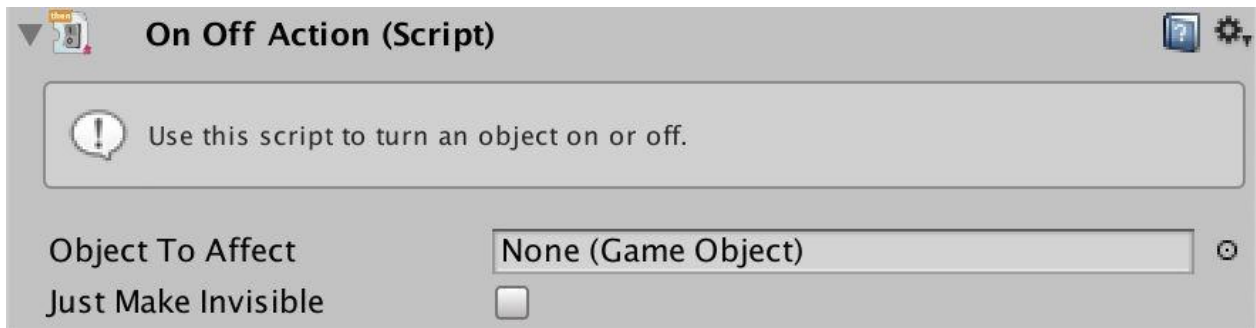 then
On Off Action (Script)
Use this script to turn an object on or off.
Object To Affect None (Game Object)
Just Make Invisible